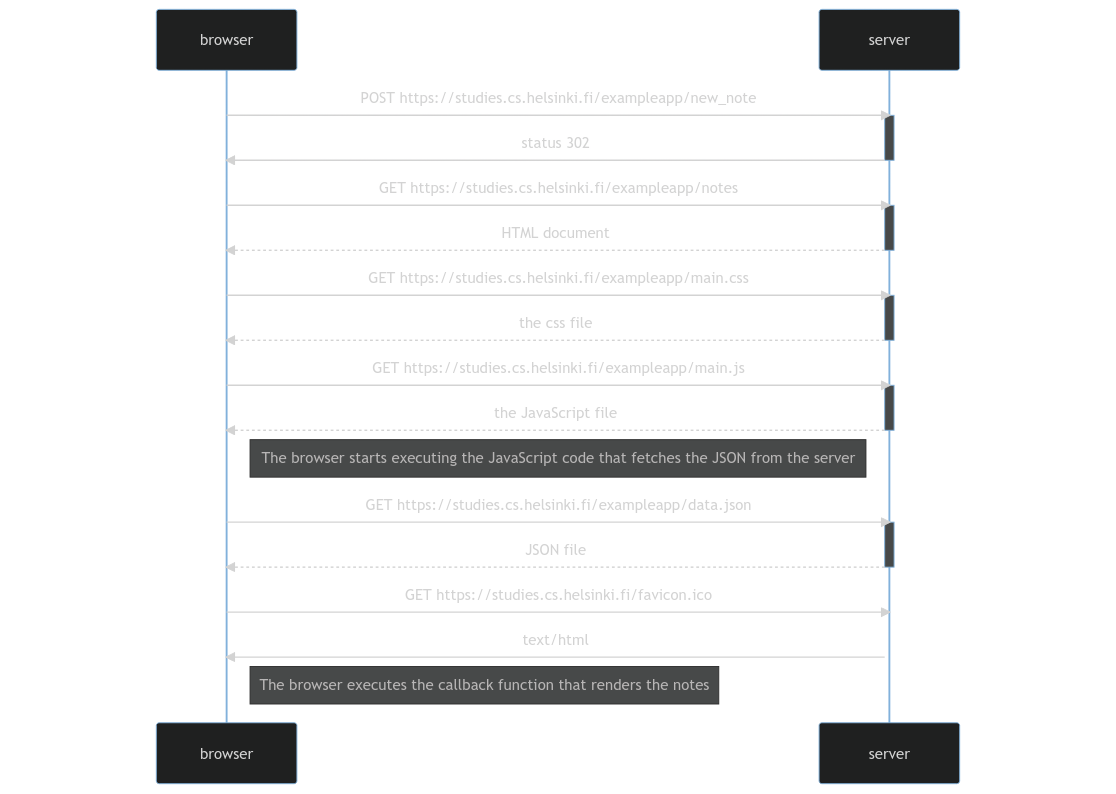 browser server
POST https://studies.cs.helsinki.fi/exampleapp/new_note
status 302
GET https://studies.cs.helsinki.fi/exampleapp/notes
HTML document
GET https://studies.cs.helsinki.fi/exampleapp/main.css
the css file
GET https://studies.cs.helsinki.fi/exampleapp/main.js
the JavaScript file
The browser starts executing the JavaScript code that fetches the JSON from the server
GET https://studies.cs.helsinki.fi/exampleapp/data.json
JSON file
GET https://studies.cs.helsinki.fi/favicon.ico
text/html
The browser executes the callback function that renders the notes
browser server